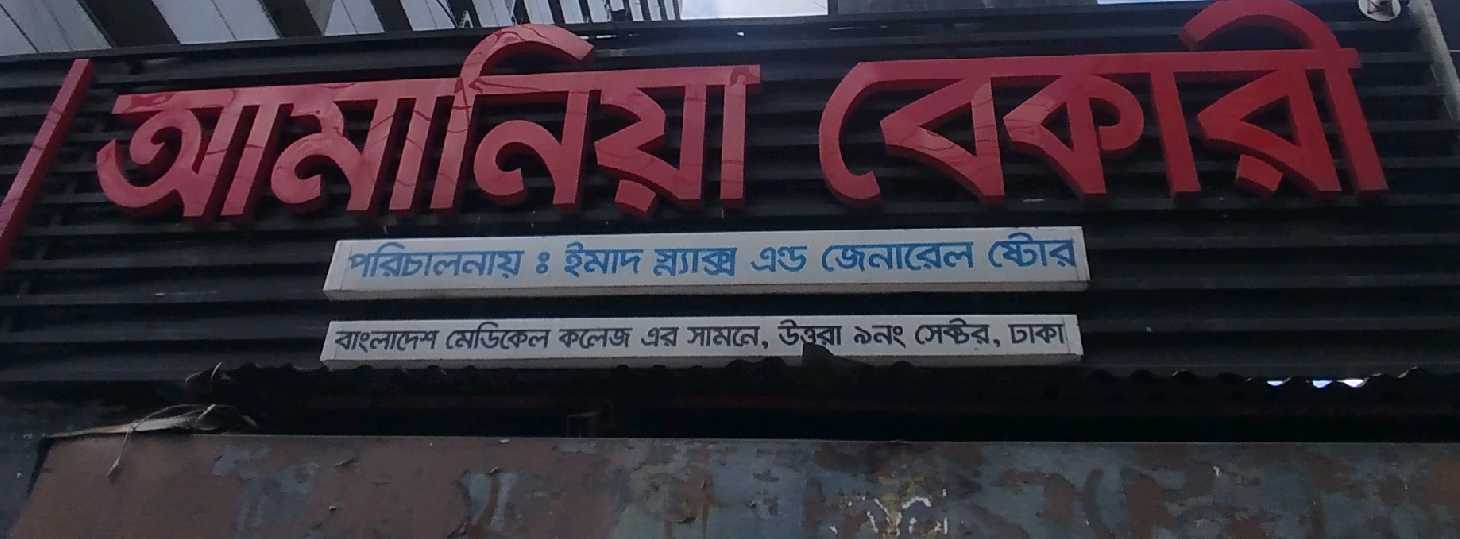 আমানিয়া বেকারী
পরিচালনায় ঃ ইমাদ স্ন্যাক্স এন্ড জেনারেল ষ্টোর
বাংলাদেশ মেডিকেল কলেজ এর সামনে, উত্তরা ৯নং সেক্টর, ঢাকা